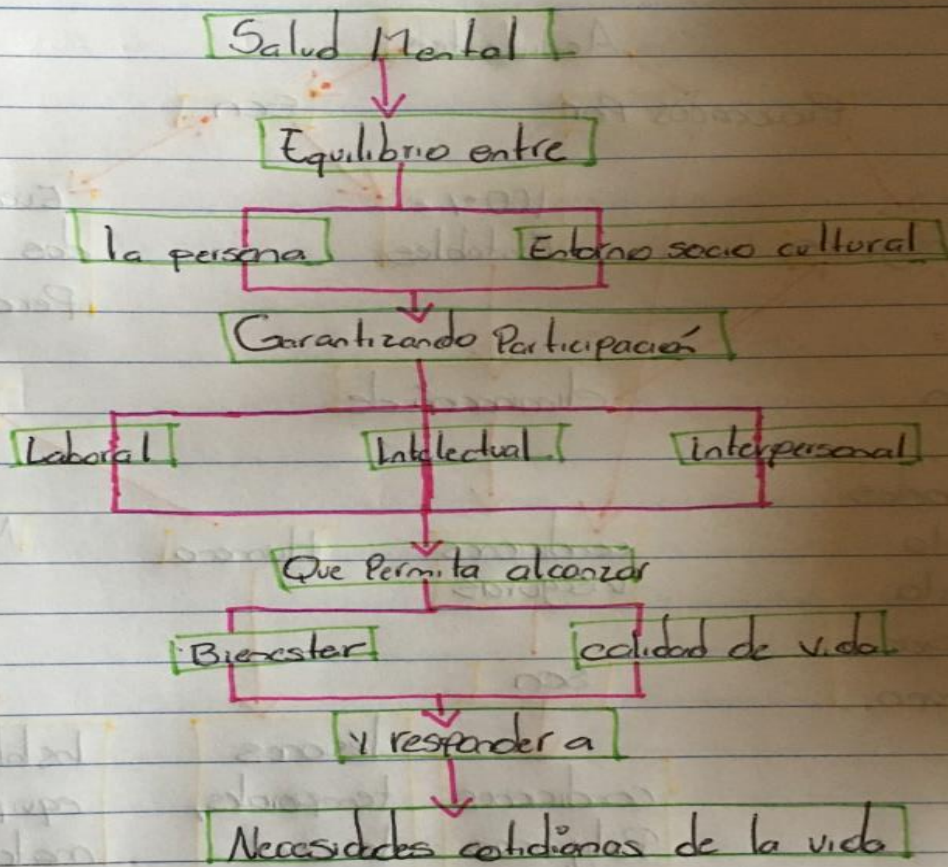 Salud Mental
Equilibrio entre
la persona
Entorno socio cultural
Garantizando Participación
Laboral
Intelectual
interpersonal
Que Permita alcanzar
Bienester
calidad de vida
y responder a
Necesidades cotidianas de la vida